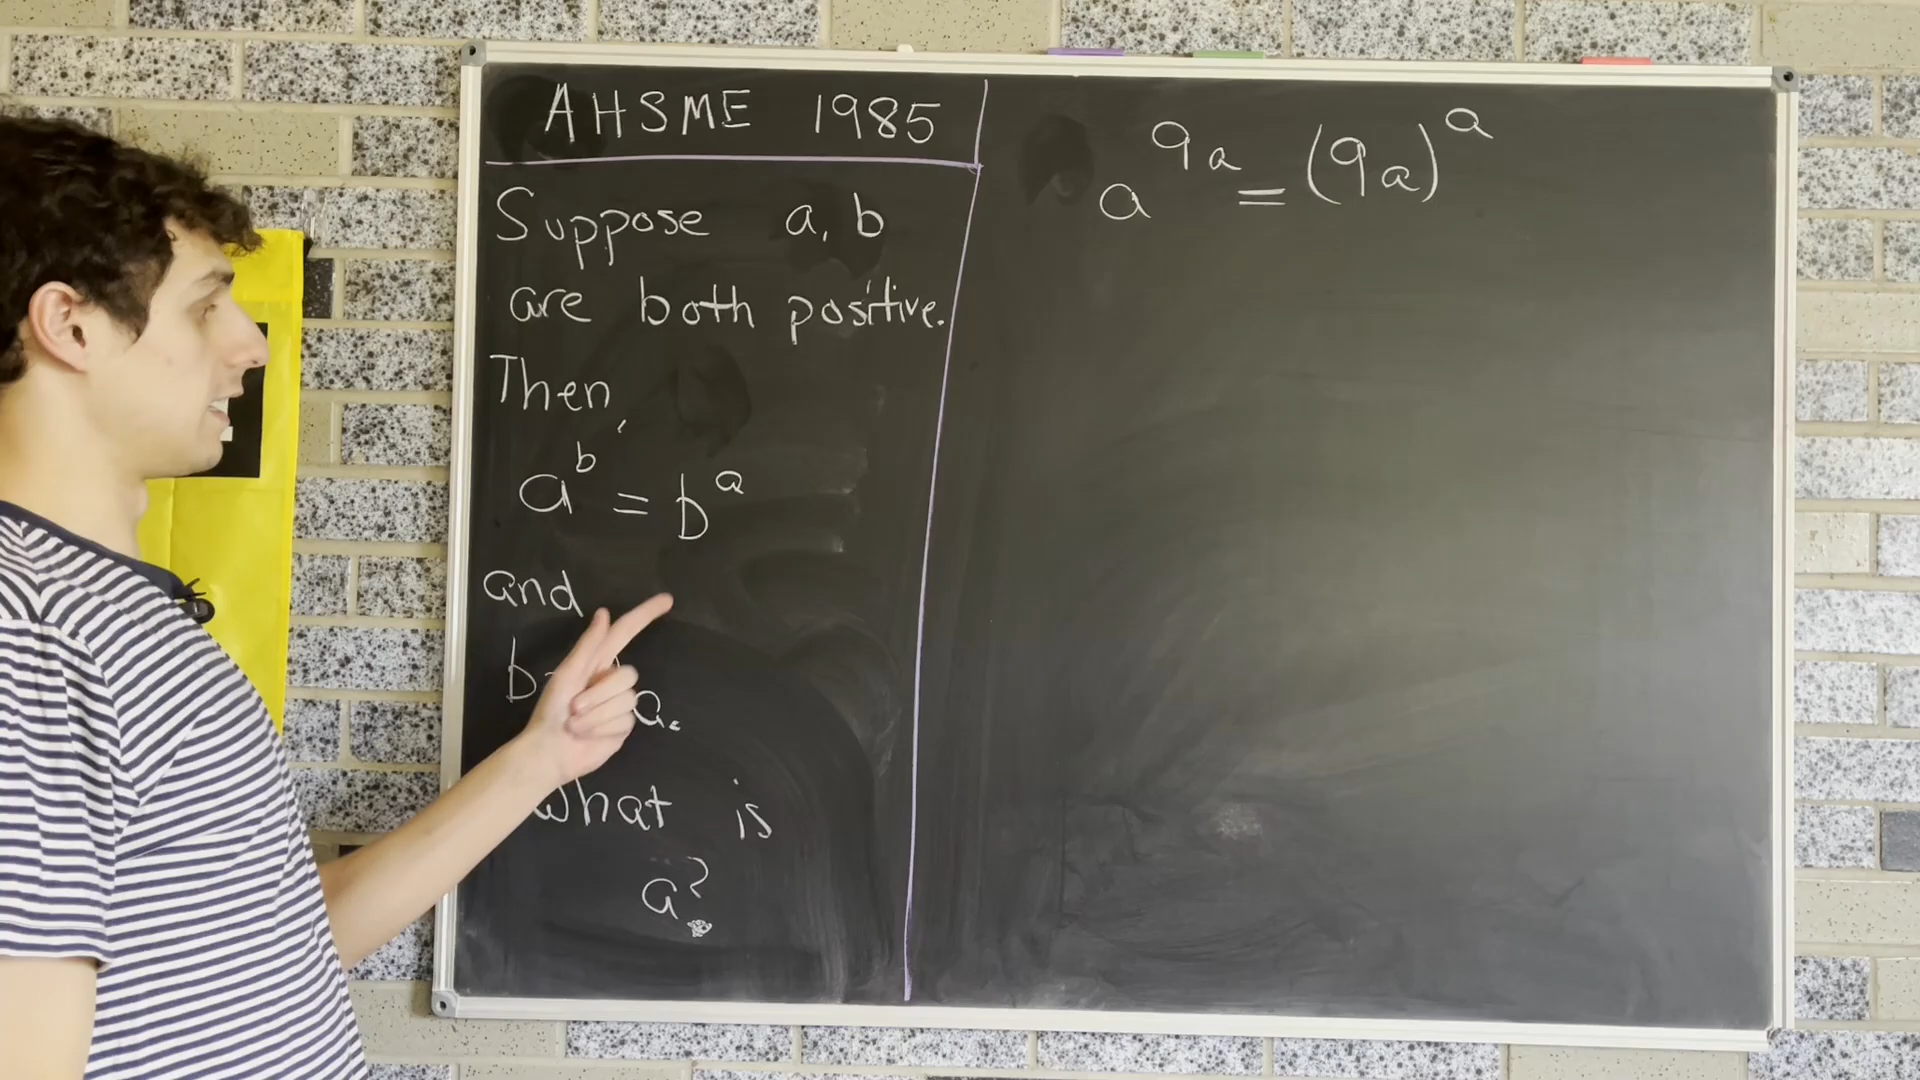 AHSME 1985
Suppose a, b
are both positive.
Then,
a^b = b^a
and
a.
What is
a?
a^9a = (9a)^a